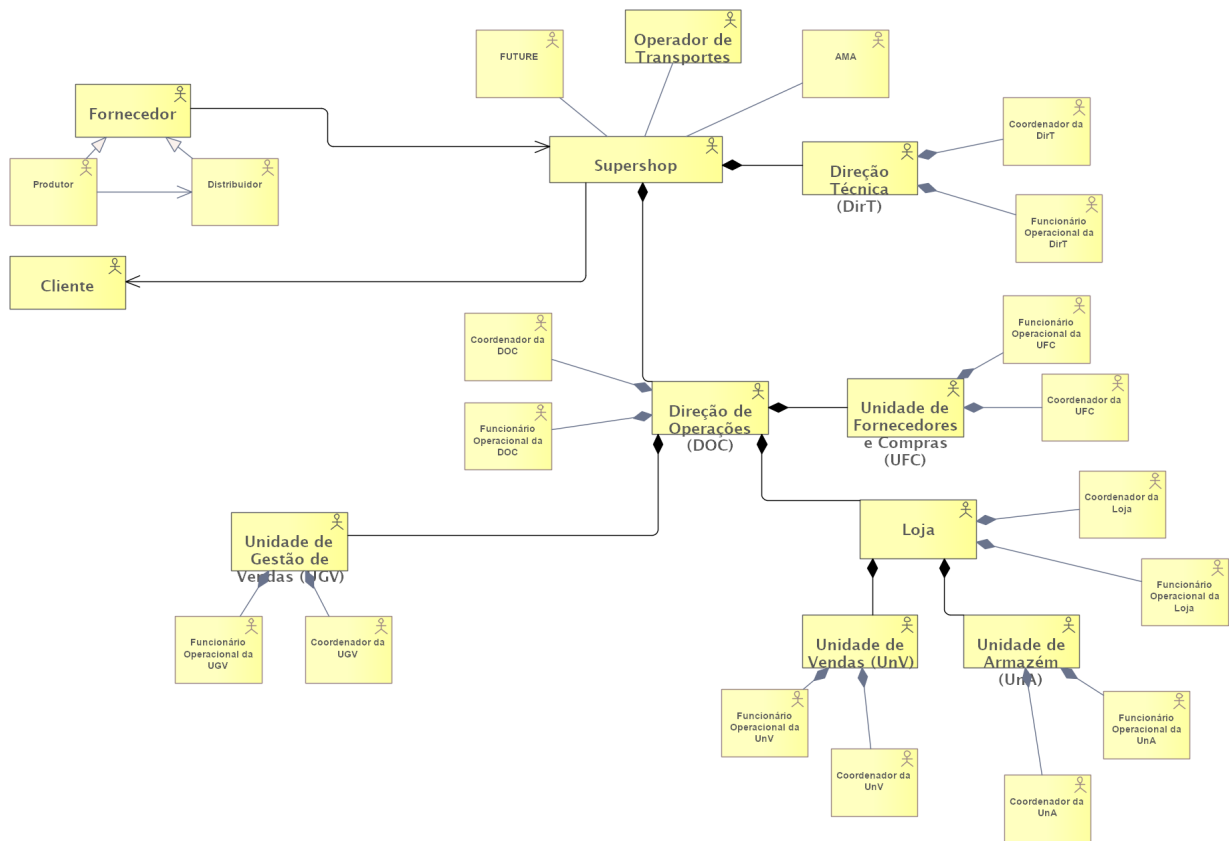 Operador de
Transportes
FUTURE
AMA
Fornecedor
Coordenador da
DirT
Supershop
Direção
Técnica
(DirT)
Produtor
Distribuidor
Funcionário
Operacional da
DirT
Cliente
Coordenador da
DOC
Funcionário
Operacional da
UFC
Direção de
Operações
(DOC)
Unidade de
Fornecedores
e Compras
(UFC)
Coordenador da
UFC
Funcionário
Operacional da
DOC
Coordenador da
Loja
Loja
Unidade de
Gestão de
Vendas (UGV)
Funcionário
Operacional da
Loja
Funcionário
Operacional da
UGV
Coordenador da
UGV
Unidade de
Vendas (UnV)
Unidade de
Armazém
(UnA)
Funcionário
Operacional da
UnV
Funcionário
Operacional da
UnA
Coordenador da
UnV
Coordenador da
UnA